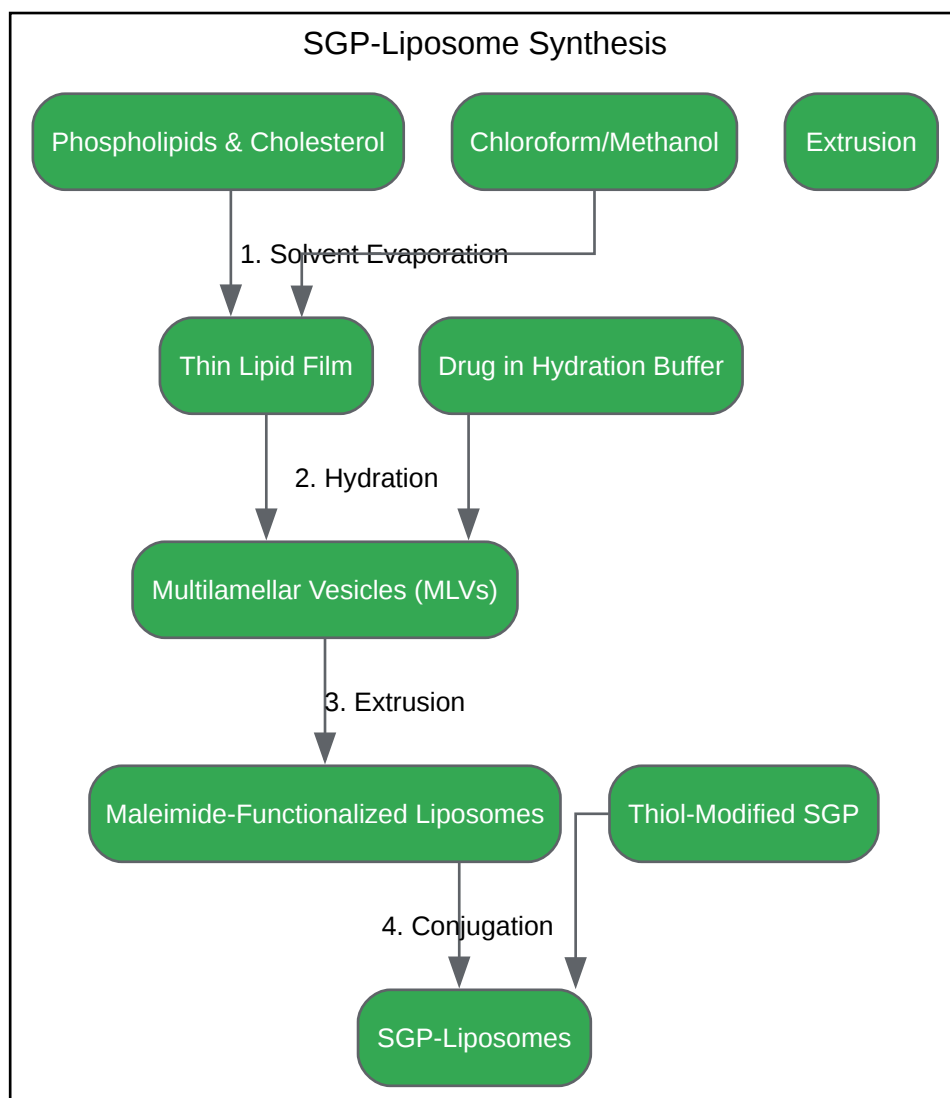 SGP-Liposome Synthesis
Phospholipids & Cholesterol
Chloroform/Methanol
Extrusion
1. Solvent Evaporation
Thin Lipid Film
Drug in Hydration Buffer
2. Hydration
Multilamellar Vesicles (MLVs)
3. Extrusion
Maleimide-Functionalized Liposomes
Thiol-Modified SGP
4. Conjugation
SGP-Liposomes